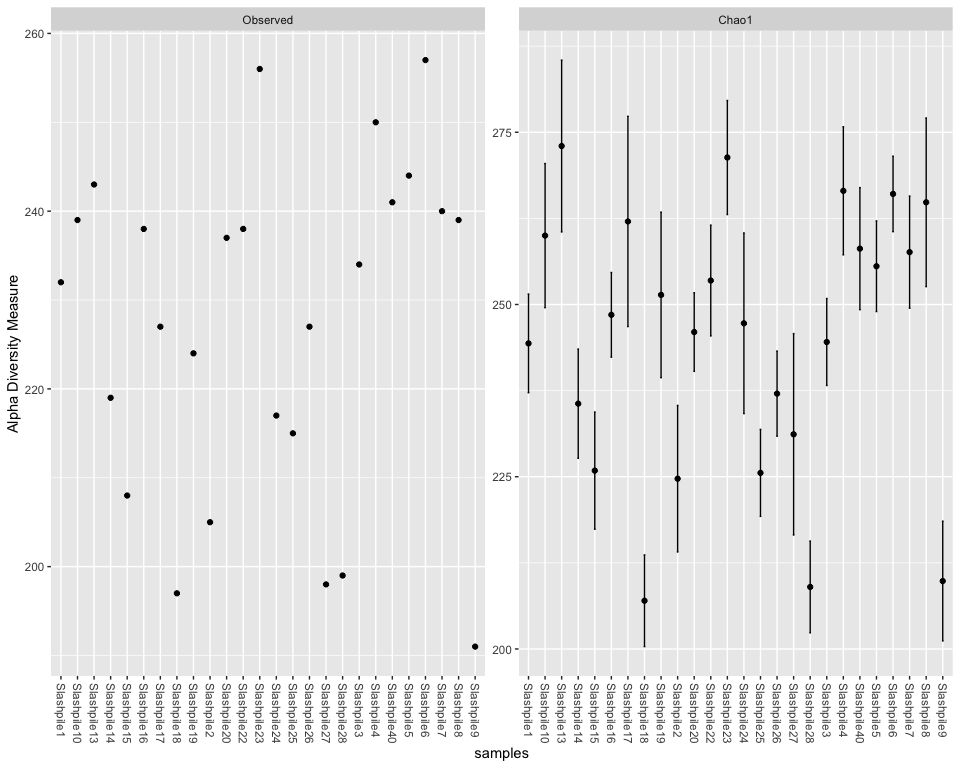 Observed
Chao1
Alpha Diversity Measure
260
240
220
200
275
250
225
200
Slashpile1
Slashpile10
Slashpile13
Slashpile14
Slashpile15
Slashpile16
Slashpile17
Slashpile18
Slashpile19
Slashpile2
Slashpile20
Slashpile22
Slashpile23
Slashpile24
Slashpile25
Slashpile26
Slashpile27
Slashpile28
Slashpile3
Slashpile4
Slashpile40
Slashpile5
Slashpile6
Slashpile7
Slashpile8
Slashpile9
Slashpile1
Slashpile10
Slashpile13
Slashpile14
Slashpile15
Slashpile16
Slashpile17
Slashpile18
Slashpile19
Slashpile2
Slashpile20
Slashpile22
Slashpile23
Slashpile24
Slashpile25
Slashpile26
Slashpile27
Slashpile28
Slashpile3
Slashpile4
Slashpile40
Slashpile5
Slashpile6
Slashpile7
Slashpile8
Slashpile9
samples